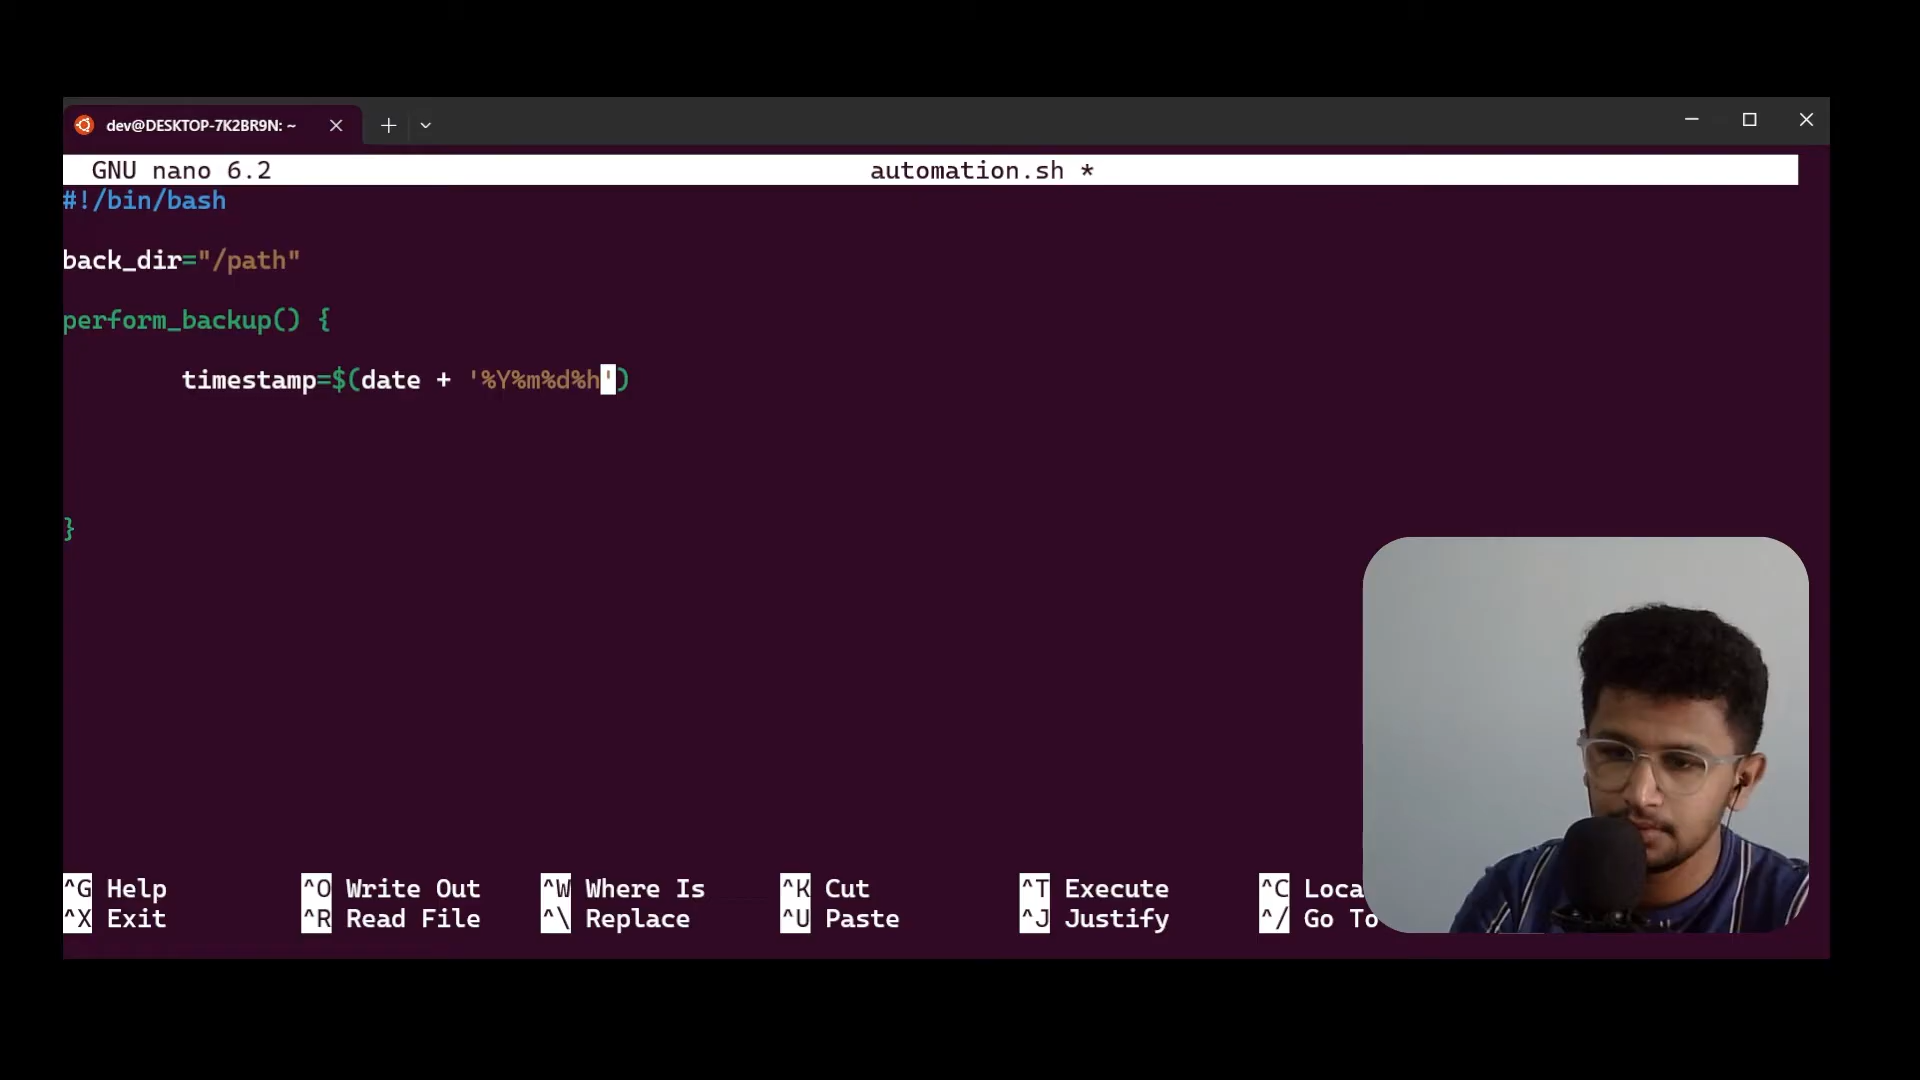 dev@DESKTOP-7K2BR9N: ~
GNU nano 6.2 automation.sh *
#!/bin/bash
back_dir="/path"
perform_backup() {
timestamp=$(date + '%Y%m%d%h')
}
^G Help ^O Write Out ^W Where Is ^K Cut ^T Execute ^C Loca
^X Exit ^R Read File ^\ Replace ^U Paste ^J Justify ^/ Go To